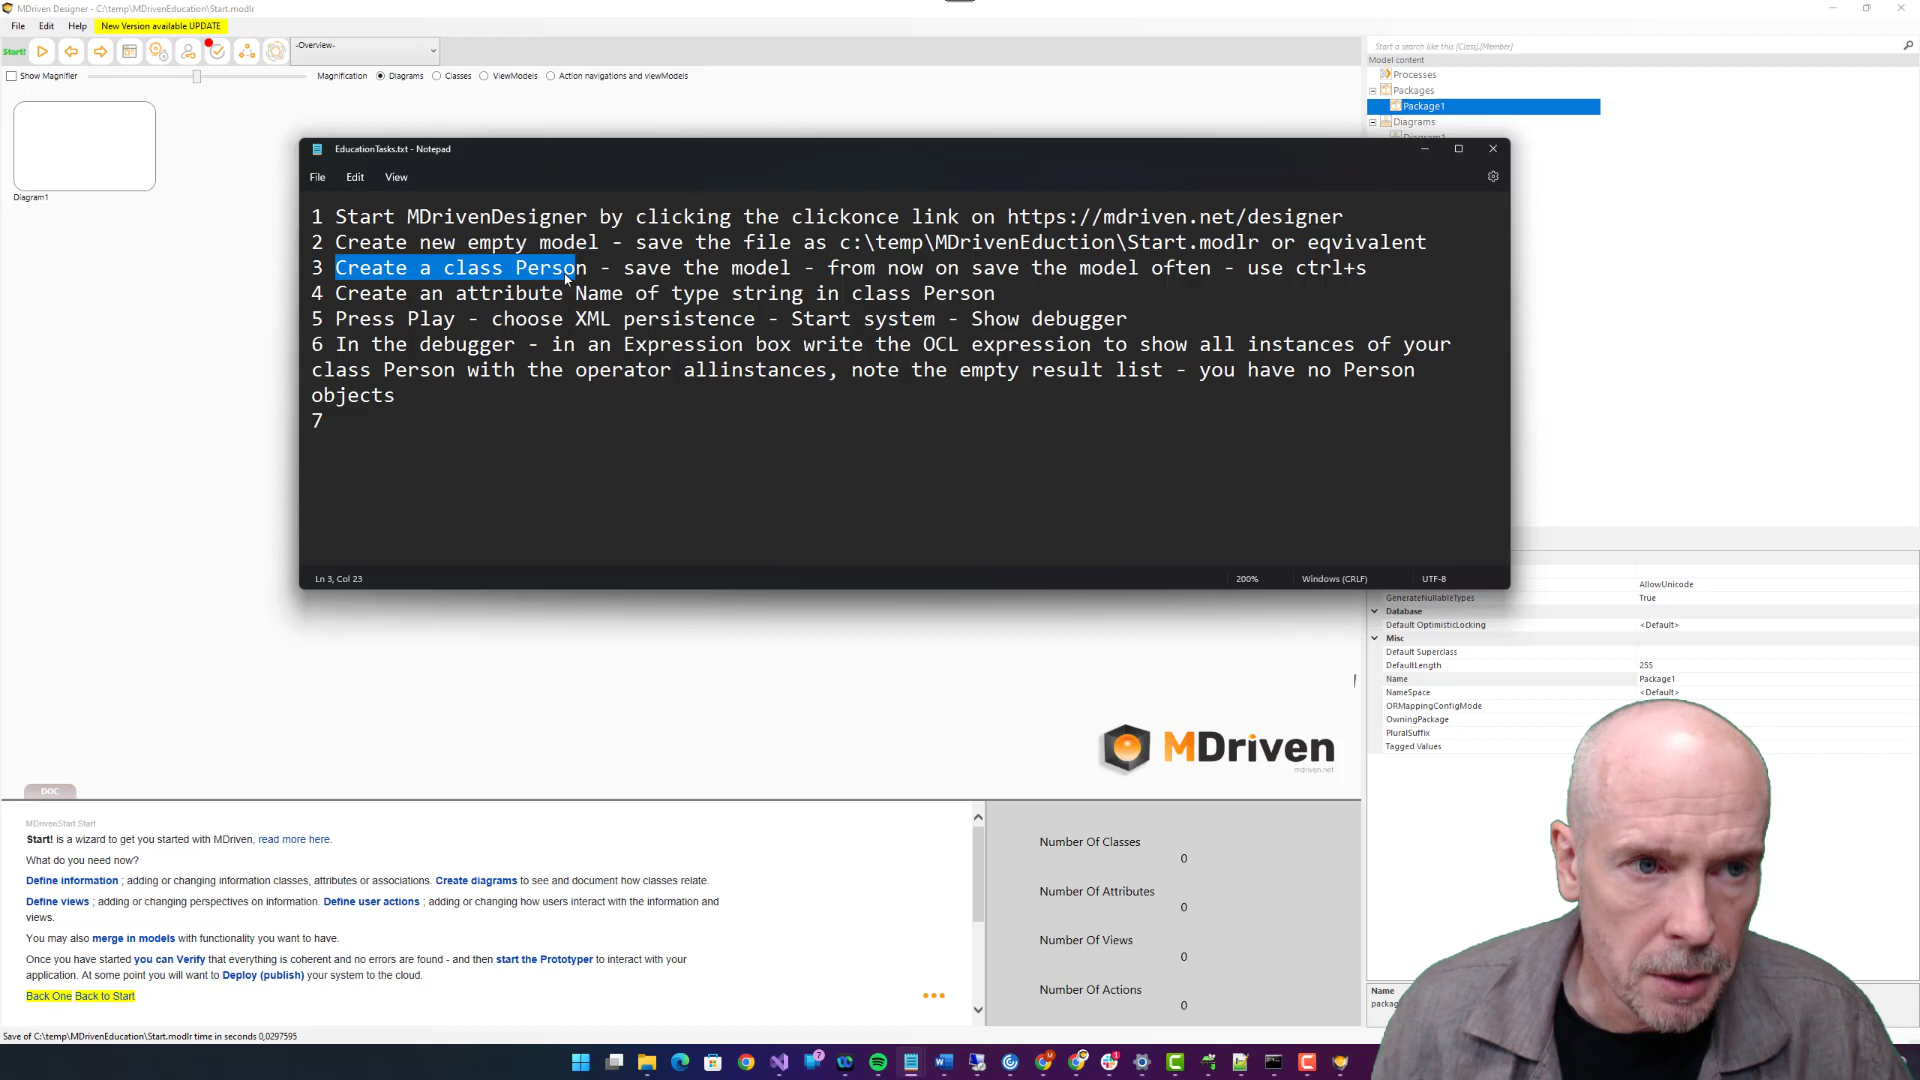 MDriven Designer - C:\temp\MDrivenEducation\Start.modlr
File Edit Help New Version available UPDATE
Start! -Overview-
Show Magnifier Magnification Diagrams Classes ViewModels Action navigations and viewModels
Diagram1
Start a search like this [Class].[Member]
Model content
Processes
Packages
Package1
Diagrams
EducationTasks.txt - Notepad
File Edit View
1 Start MDrivenDesigner by clicking the clickonce link on https://mdriven.net/designer
2 Create new empty model - save the file as c:\temp\MDrivenEduction\Start.modlr or eqvivalent
3 Create a class Person - save the model - from now on save the model often - use ctrl+s
4 Create an attribute Name of type string in class Person
5 Press Play - choose XML persistence - Start system - Show debugger
6 In the debugger - in an Expression box write the OCL expression to show all instances of your
class Person with the operator allinstances, note the empty result list - you have no Person
objects
7
Ln 3, Col 23 200% Windows (CRLF) UTF-8
AllowUnicode
GenerateNullableTypes True
Database
Default OptimisticLocking <Default>
Misc
Default Superclass
DefaultLength 255
Name Package1
NameSpace <Default>
ORMappingConfigMode
OwningPackage
PluralSuffix
Tagged Values
MDriven
mdriven.net
DOC
MDrivenStart Start
Start! is a wizard to get you started with MDriven, read more here.
What do you need now?
Define information ; adding or changing information classes, attributes or associations. Create diagrams to see and document how classes relate.
Define views ; adding or changing perspectives on information. Define user actions ; adding or changing how users interact with the information and
views.
You may also merge in models with functionality you want to have.
Once you have started you can Verify that everything is coherent and no errors are found - and then start the Prototyper to interact with your
application. At some point you will want to Deploy (publish) your system to the cloud.
Back One Back to Start
Number Of Classes
0
Number Of Attributes
0
Number Of Views
0
Number Of Actions
0
Name
Save of C:\temp\MDrivenEducation\Start.modlr time in seconds 0,0297595